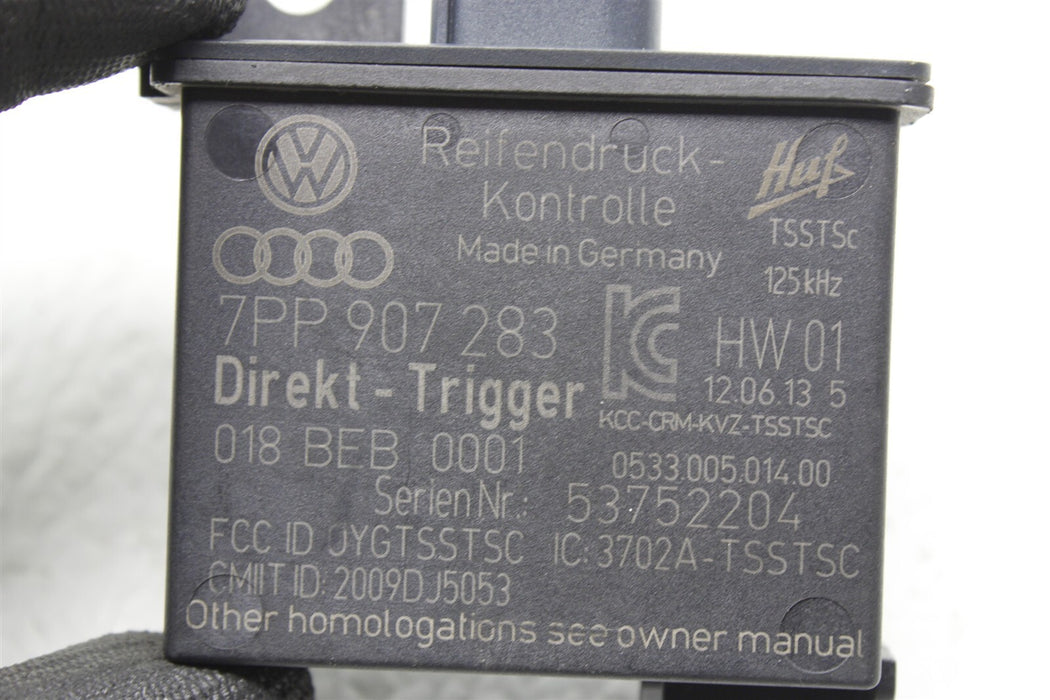 Reifendruck-
Kontrolle
Made in Germany
Huf
TSSTSc
125kHz
7PP 907 283
HW 01
12.06.13 5
Direkt - Trigger
KCC-CRM-KVZ-TSSTSC
018 BEB 0001
0533.005.014.00
Serien Nr.: 53752204
FCC ID OYGTSSTSC IC: 3702A-TSSTSC
CMIIT ID: 2009DJ5053
Other homologations see owner manual